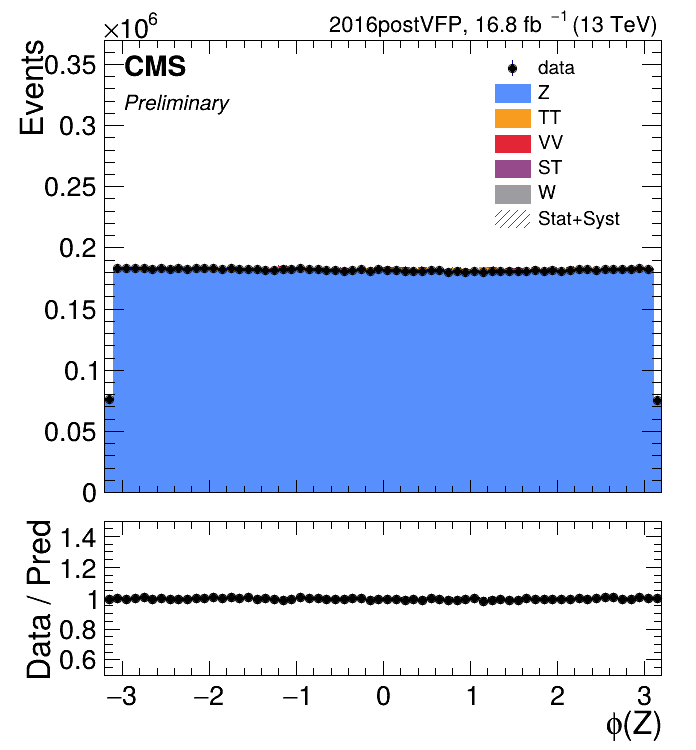 ×10⁶
2016postVFP, 16.8 fb ⁻¹ (13 TeV)
Events
CMS
Preliminary
data
Z
TT
VV
ST
W
Stat+Syst
0.35
0.3
0.25
0.2
0.15
0.1
0.05
0
Data / Pred
1.4
1.2
1
0.8
0.6
−3 −2 −1 0 1 2 3
ϕ(Z)